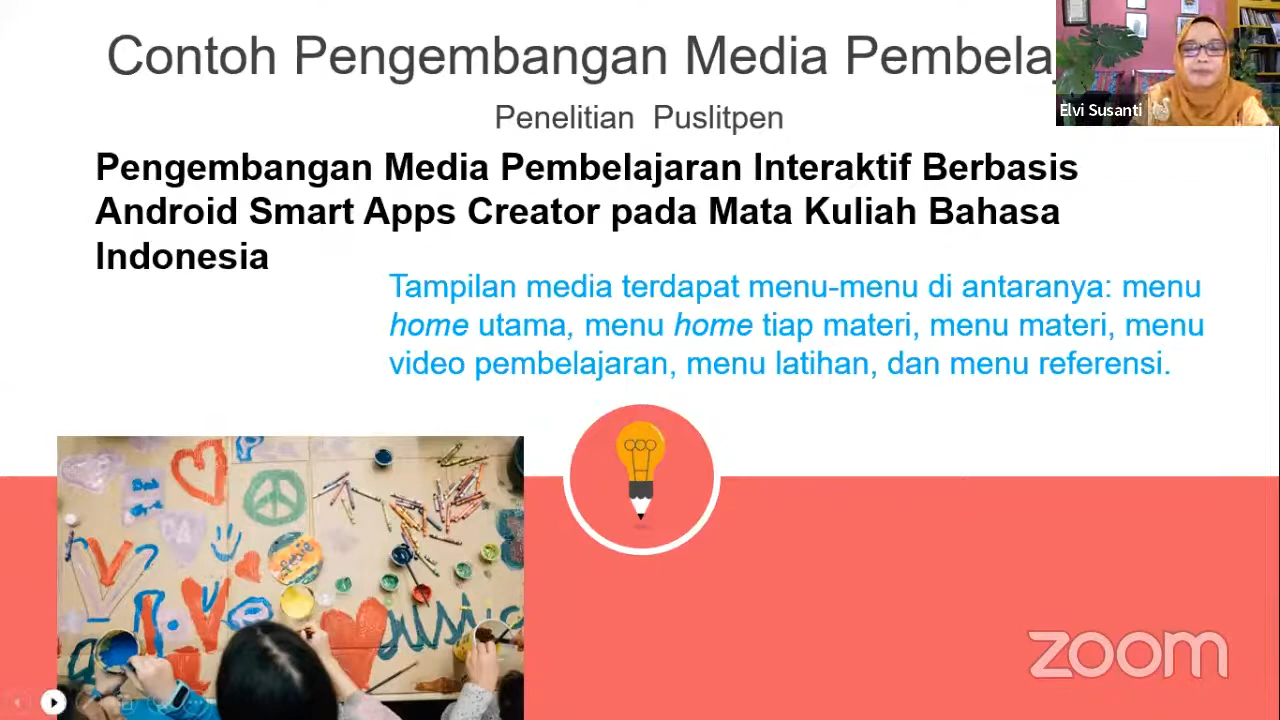 Contoh Pengembangan Media
Elvi Susanti
Penelitian Puslitpen
Pengembangan Media Pembelajaran Interaktif Berbasis
Android Smart Apps Creator pada Mata Kuliah Bahasa
Indonesia
Tampilan media terdapat menu-menu di antaranya: menu
home utama, menu home tiap materi, menu materi, menu
video pembelajaran, menu latihan, dan menu referensi.
zoom